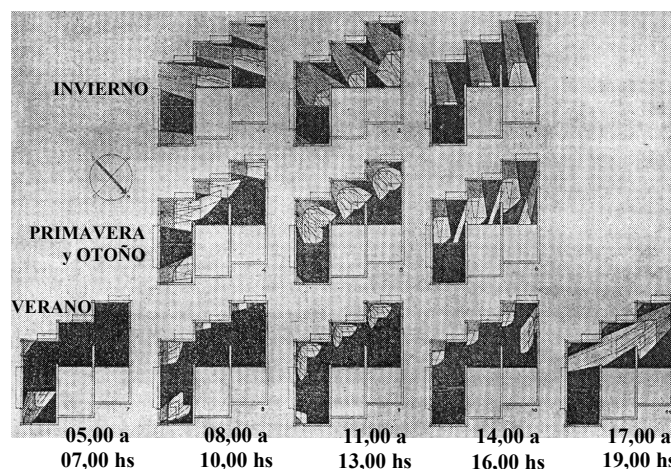 INVIERNO
PRIMAVERA
y OTOÑO
VERANO
05,00 a
07,00 hs
08,00 a
10,00 hs
11,00 a
13,00 hs
14,00 a
16,00 hs
17,00 a
19,00 hs